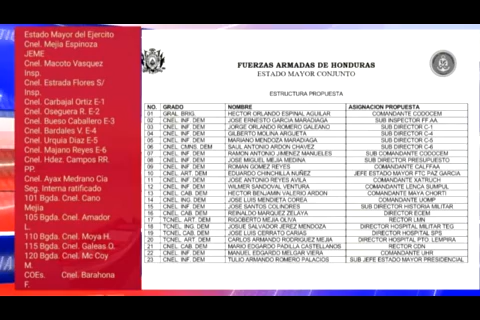 Estado Mayor del Ejercito
Cnel. Mejia Espinoza
JEME
Cnel. Macoto Vasquez
Insp.
Cnel. Estrada Flores S/
Insp.
Cnel. Carbajal Ortiz E-1
Cnel. Oseguera R. E-2
Cnel. Bueso Caballero E-3
Cnel. Bardales V. E-4
Cnel. Urquia Diaz E-5
Cnel. Majano Reyes E-6
Cnel. Hdez. Campos RR.
PP.
Cnel. Ayax Medrano Cia
Seg. Interna ratificado
101 Bgda. Cnel. Cano
Mejia
105 Bgda. Cnel. Amador
L.
110 Bgda. Cnel. Moya H.
115 Bgda. Cnel. Galeas O.
120 Bgda. Cnel. Mc Coy
M.
COEs. Cnel. Barahona
F.
FUERZAS ARMADAS DE HONDURAS
ESTADO MAYOR CONJUNTO
ESTRUCTURA PROPUESTA
NO. GRADO NOMBRE ASIGNACION PROPUESTA
01 GRAL. BRIG. HECTOR ORLANDO ESPINAL AGUILAR COMANDANTE CODOCEM
02 CNEL. INF. DEM JOSE ERNESTO GARCIA MARADIAGA SUB INSPECTOR FF.AA
03 CNEL. INF. DEM JORGE ORLANDO ROMERO GALEANO SUB DIRECTOR C-1
04 CNEL. INF. DEM GILBERTO MOLINA ARGUETA SUB DIRECTOR C-4
05 CNEL. INF. DEM MARIANO MENDOZA MARADIAGA SUB DIRECTOR C-6
06 CNEL. CMNS. DEM SAUL ANTONIO ARDON CHAVEZ SUB DIRECTOR C-6
07 CNEL. INF. DEM RAMON ANTONIO JIMENEZ MANUELES SUB COMANDANTE CODOCEM
08 CNEL. INF. DEM JOSE MIGUEL MEJIA MEDINA SUB DIRECTOR PRESUPUESTO
09 CNEL. INF. DEM ROMAN GOMEZ REYES COMANDANTE CALFFAA
10 CNEL. ART. DEM EDUARDO CHINCHILLA NUÑEZ JEFE ESTADO MAYOR FTC PAZ GARCIA
11 CNEL. INF. DEM JOSE ANTONIO REYES AVILA COMANDANTE XATRUCH
12 CNEL. INF. DEM WILMER SANDOVAL VENTURA COMANDANTE LENCA SUMPUL
13 CNEL. CAB. DEM HECTOR BENJAMIN VALERIO ARDON COMANDANTE MAYA CHORTI
14 CNEL. ING. DEM JOSE LUIS MENDIETA COREA COMANDANTE UOMP
15 CNEL. INF. DEM JOSE SANTOS COLINDRES SUB DIRECTOR HISTORIA MILITAR
16 CNEL. CAB. DEM REINALDO MARQUEZ ZELAYA DIRECTOR ECEM
17 TCNEL. ART. DEM RIGOBERTO MEJIA OLIVA RECTOR LMN
18 TCNEL. ING. DEM JOSUE SALVADOR JEREZ MENDOZA DIRECTOR HOSPITAL MILITAR TEG
19 TCNEL. CAB. DEM JOSE LUIS CERRATO CARIAS DIRECTOR HOSPITAL SPS
20 TCNEL. ART. DEM CARLOS ARMANDO RODRIGUEZ MEJIA DIRECTOR HOSPITAL PTO. LEMPIRA
21 CNEL. CAB. DEM MARIO EDGARDO PADILLA CASTELLANOS RECTOR CDN
22 CNEL. INF. DEM MANUEL EDGARDO MELGAR VIERA COMANDANTE UHR
23 CNEL. INF. DEM TULIO ARMANDO ROMERO PALACIOS SUB JEFE ESTADO MAYOR PRESIDENCIAL